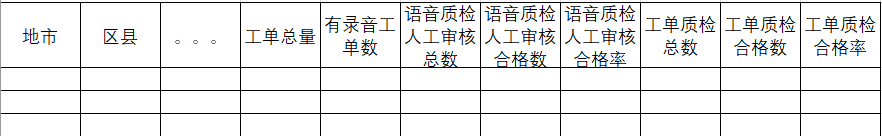 地市
区县
。。。
工单总量
有录音工
单数
语音质检
人工审核
总数
语音质检
人工审核
合格数
语音质检
人工审核
合格率
工单质检
总数
工单质检
合格数
工单质检
合格率